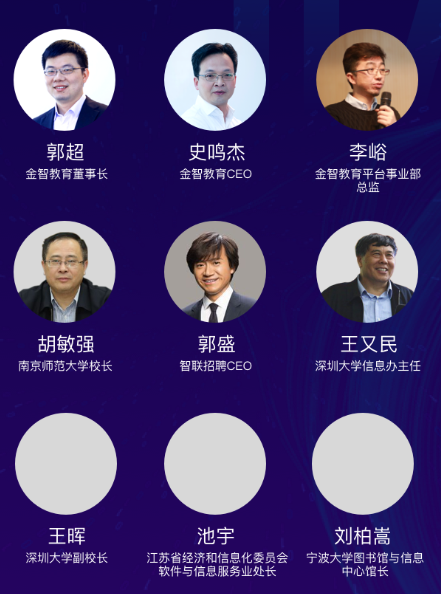 郭超 史鸣杰 李峪
金智教育董事长 金智教育CEO 金智教育平台事业部
总监
胡敏强 郭盛 王又民
南京师范大学校长 智联招聘CEO 深圳大学信息办主任
王晖 池宇 刘柏嵩
深圳大学副校长 江苏省经济和信息化委员会 宁波大学图书馆与信息
软件与信息服务业处长 中心馆长